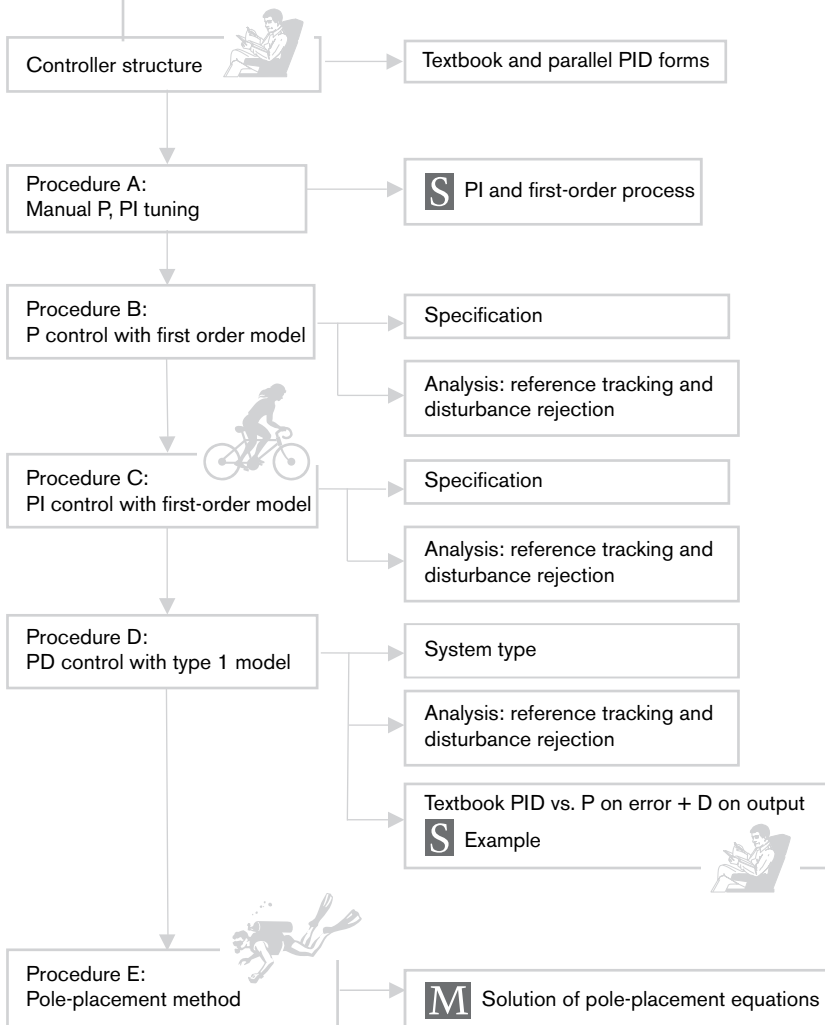 Controller structure
Textbook and parallel PID forms
Procedure A:
Manual P, PI tuning
S PI and first-order process
Procedure B:
P control with first order model
Specification
Analysis: reference tracking and
disturbance rejection
Procedure C:
PI control with first-order model
Specification
Analysis: reference tracking and
disturbance rejection
Procedure D:
PD control with type 1 model
System type
Analysis: reference tracking and
disturbance rejection
Textbook PID vs. P on error + D on output
S Example
Procedure E:
Pole-placement method
M Solution of pole-placement equations